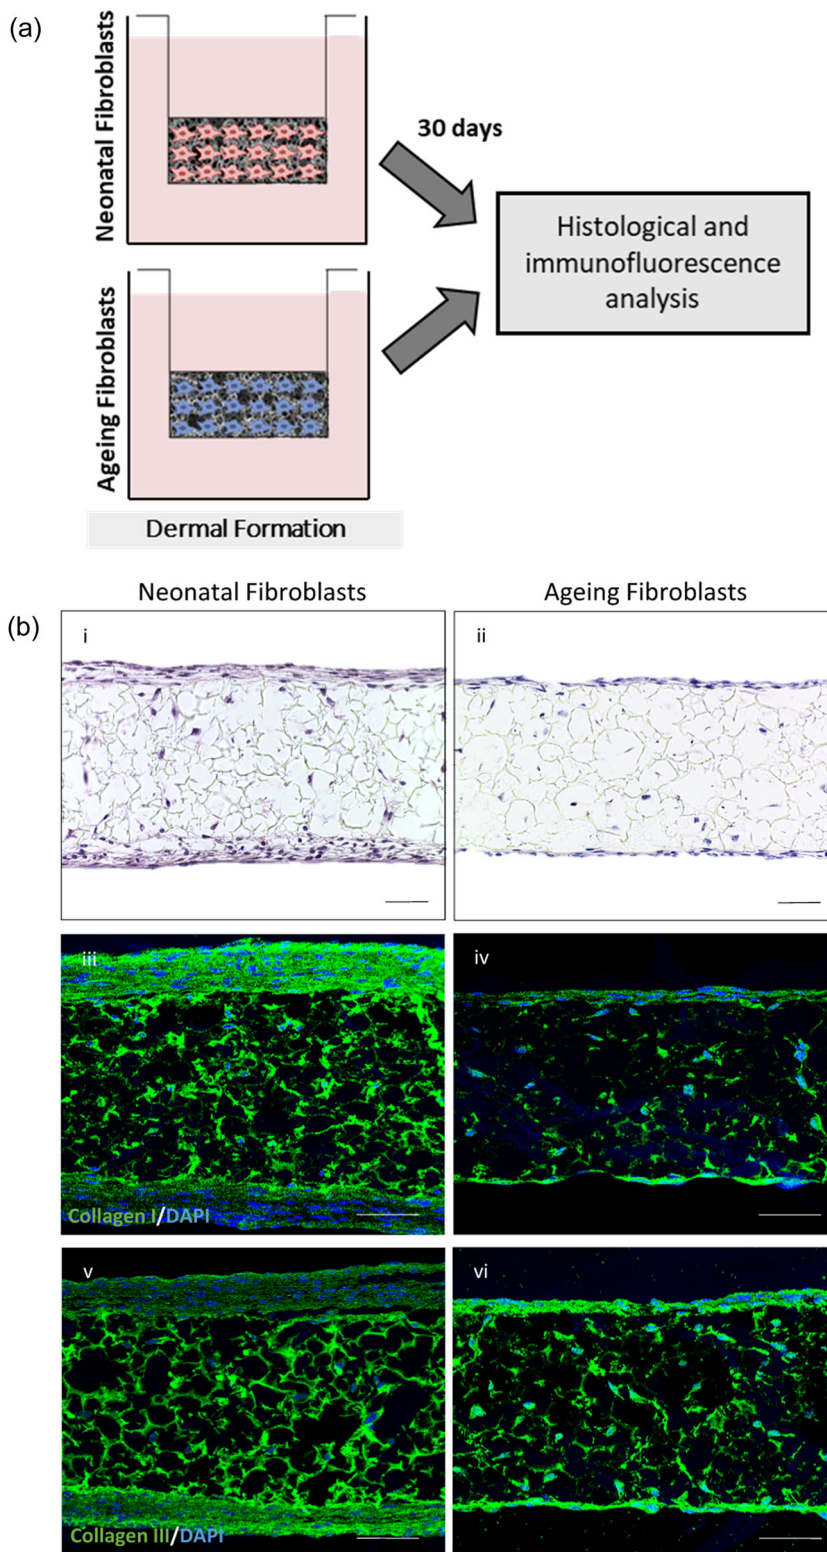 (a)
Neonatal Fibroblasts
30 days
Histological and
immunofluorescence
analysis
Ageing Fibroblasts
Dermal Formation
(b)
Neonatal Fibroblasts
Ageing Fibroblasts
i
ii
iii
iv
Collagen I/DAPI
v
vi
Collagen III/DAPI